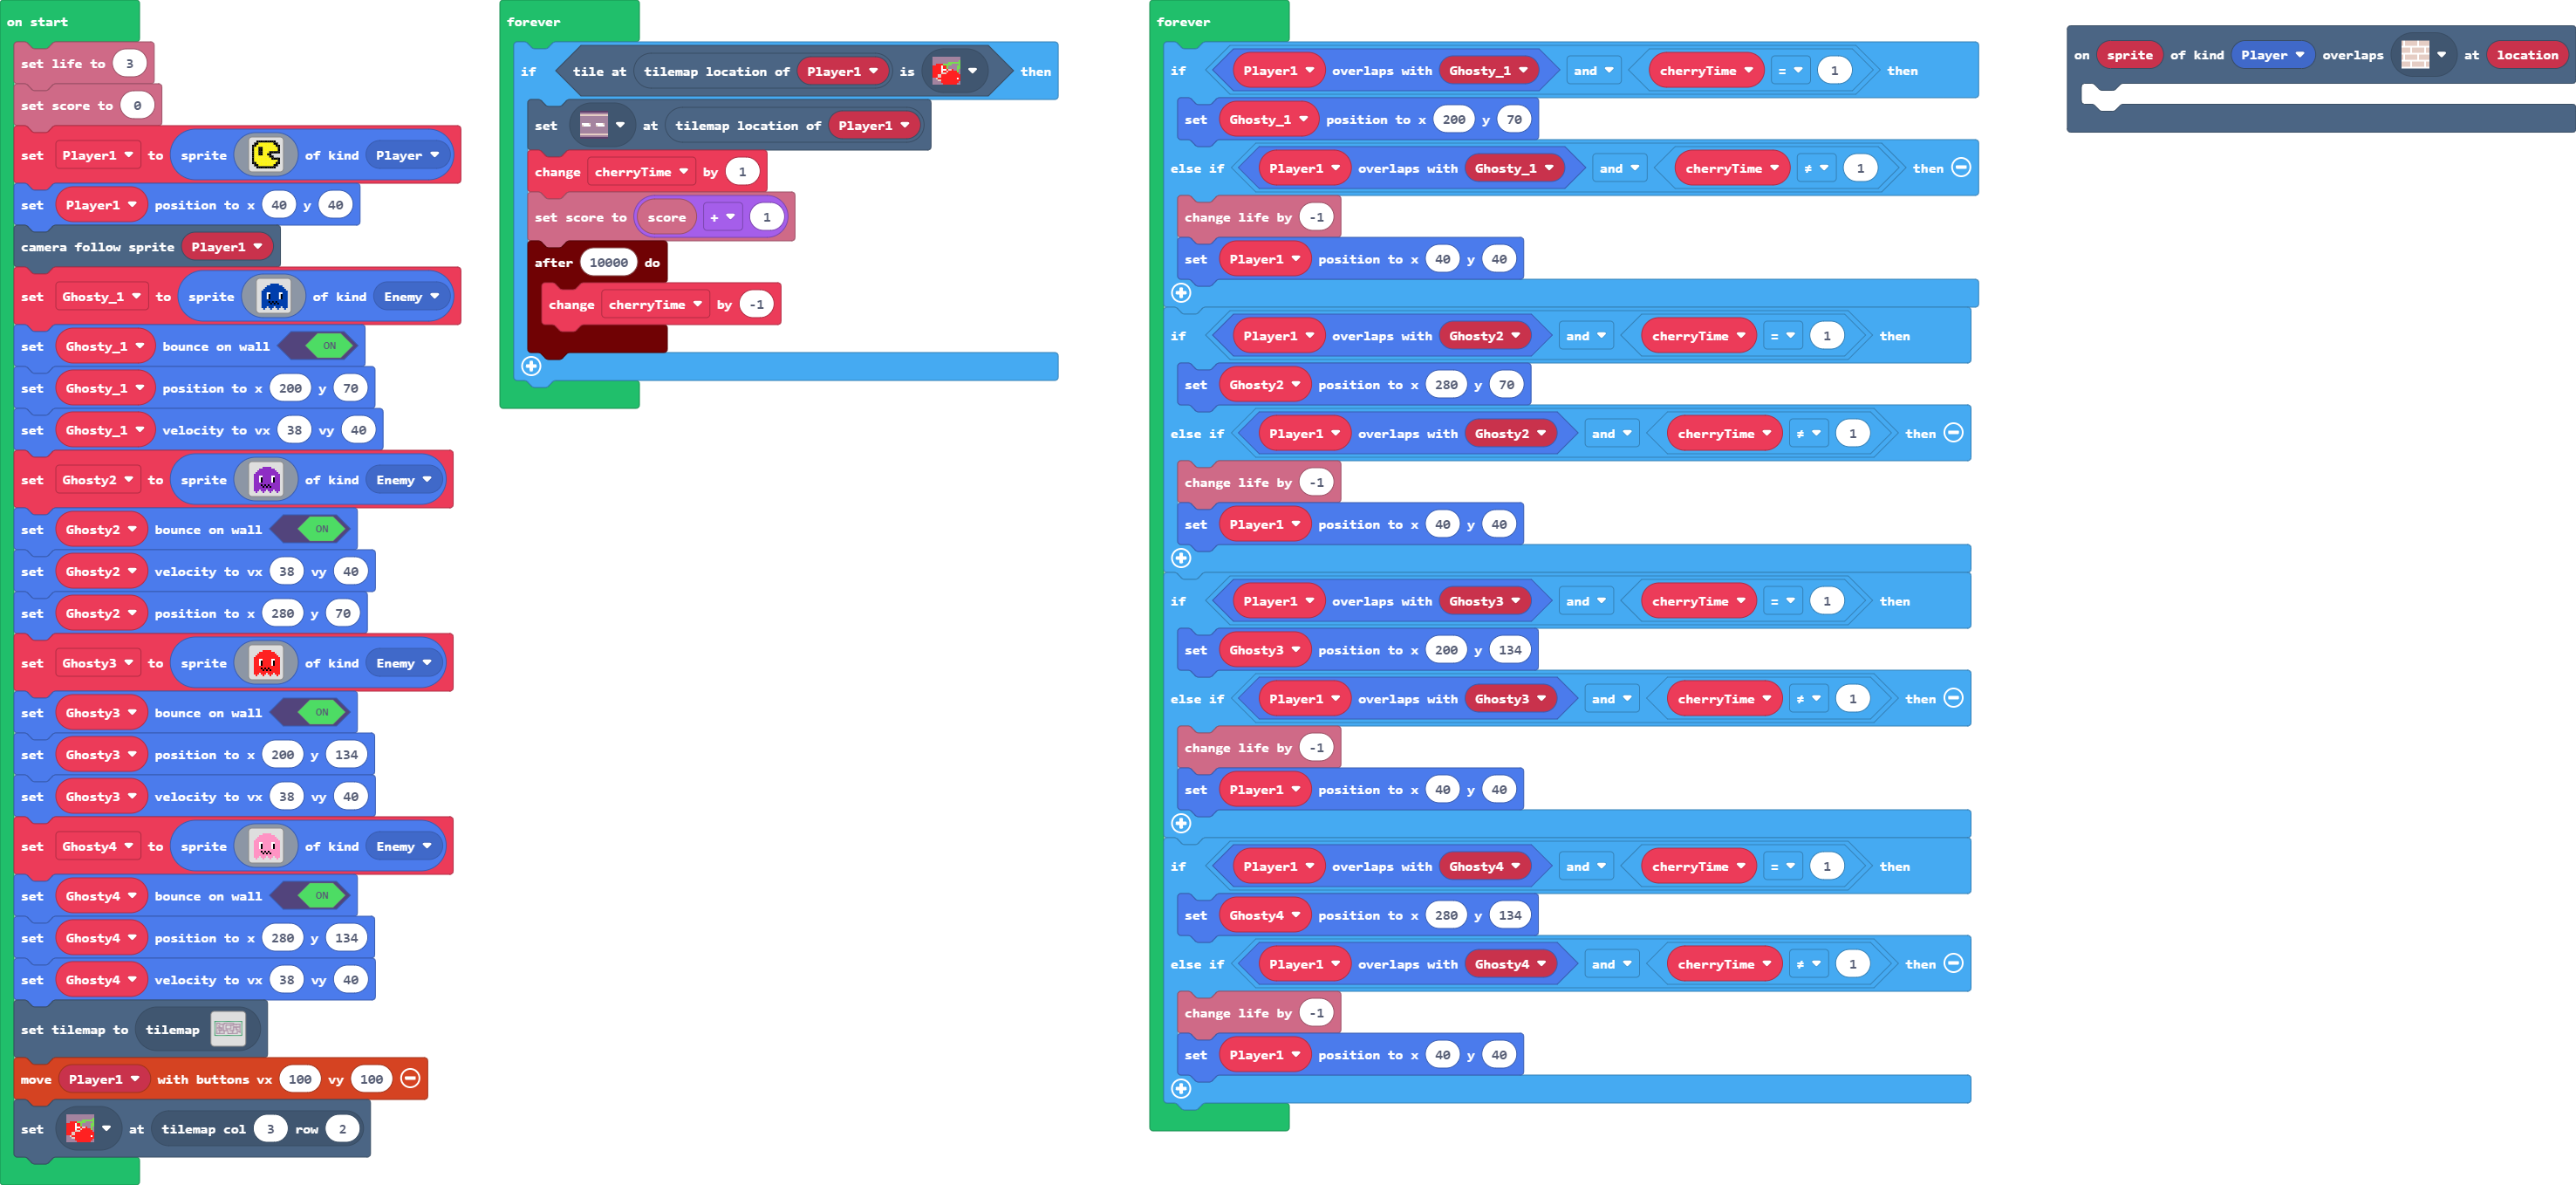 on start
set life to 3
set score to 0
set Player1 to sprite of kind Player
set Player1 position to x 40 y 40
camera follow sprite Player1
set Ghosty_1 to sprite of kind Enemy
set Ghosty_1 bounce on wall ON
set Ghosty_1 position to x 200 y 70
set Ghosty_1 velocity to vx 38 vy 40
set Ghosty2 to sprite of kind Enemy
set Ghosty2 bounce on wall ON
set Ghosty2 velocity to vx 38 vy 40
set Ghosty2 position to x 280 y 70
set Ghosty3 to sprite of kind Enemy
set Ghosty3 bounce on wall ON
set Ghosty3 position to x 200 y 134
set Ghosty3 velocity to vx 38 vy 40
set Ghosty4 to sprite of kind Enemy
set Ghosty4 bounce on wall ON
set Ghosty4 position to x 280 y 134
set Ghosty4 velocity to vx 38 vy 40
set tilemap to tilemap
move Player1 with buttons vx 100 vy 100
set at tilemap col 3 row 2
forever
if tile at tilemap location of Player1 is then
set at tilemap location of Player1
change cherryTime by 1
set score to score + 1
after 10000 do
change cherryTime by -1
forever
if Player1 overlaps with Ghosty_1 and cherryTime = 1 then
set Ghosty_1 position to x 200 y 70
else if Player1 overlaps with Ghosty_1 and cherryTime ≠ 1 then
change life by -1
set Player1 position to x 40 y 40
if Player1 overlaps with Ghosty2 and cherryTime = 1 then
set Ghosty2 position to x 280 y 70
else if Player1 overlaps with Ghosty2 and cherryTime ≠ 1 then
change life by -1
set Player1 position to x 40 y 40
if Player1 overlaps with Ghosty3 and cherryTime = 1 then
set Ghosty3 position to x 200 y 134
else if Player1 overlaps with Ghosty3 and cherryTime ≠ 1 then
change life by -1
set Player1 position to x 40 y 40
if Player1 overlaps with Ghosty4 and cherryTime = 1 then
set Ghosty4 position to x 280 y 134
else if Player1 overlaps with Ghosty4 and cherryTime ≠ 1 then
change life by -1
set Player1 position to x 40 y 40
on sprite of kind Player overlaps at location